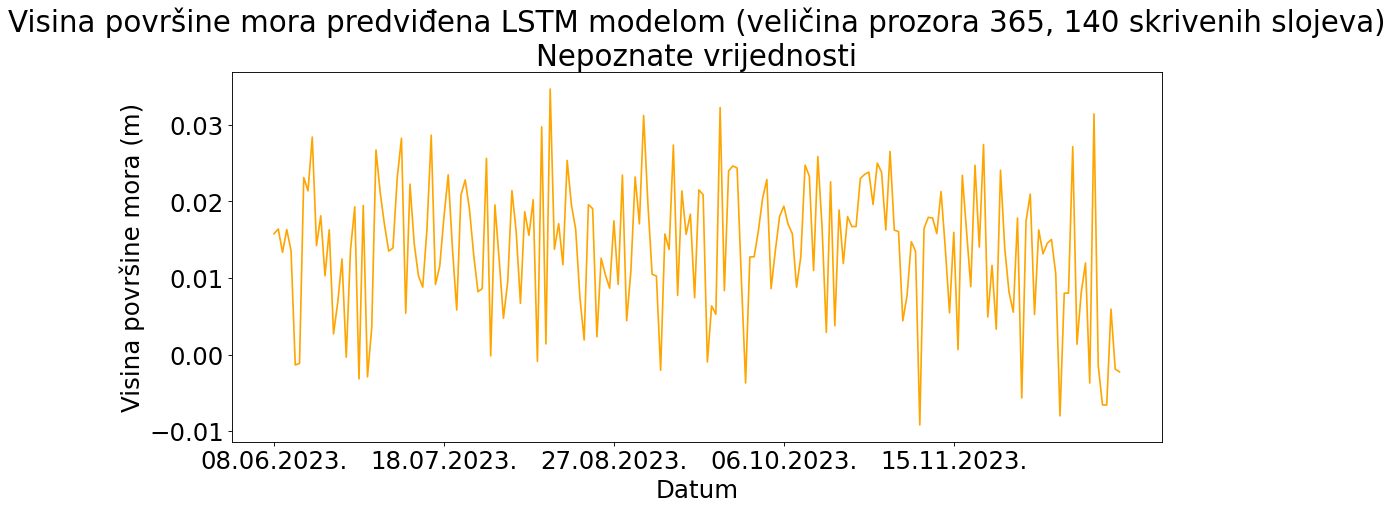 Visina površine mora predviđena LSTM modelom (veličina prozora 365, 140 skrivenih slojeva)
Nepoznate vrijednosti
Visina površine mora (m)
0.03
0.02
0.01
0.00
−0.01
08.06.2023. 18.07.2023. 27.08.2023. 06.10.2023. 15.11.2023.
Datum